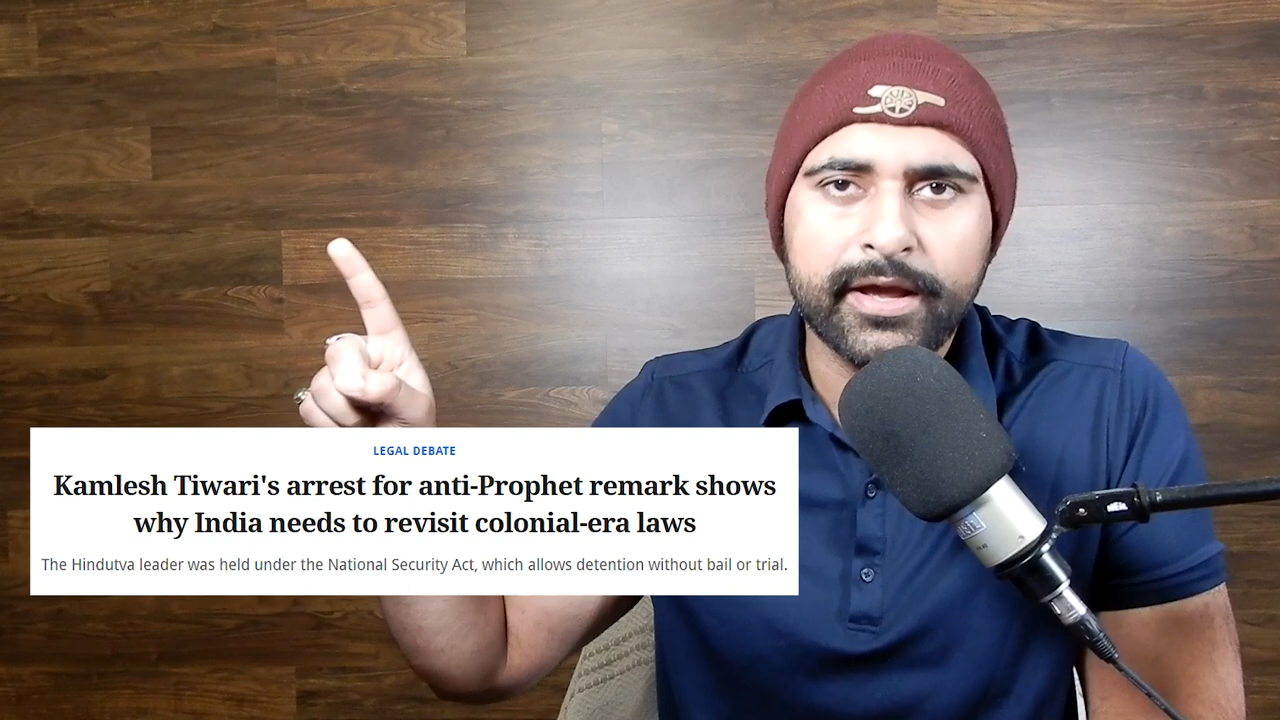 LEGAL DEBATE
Kamlesh Tiwari's arrest for anti-Prophet remark shows
why India needs to revisit colonial-era laws
The Hindutva leader was held under the National Security Act, which allows detention without bail or trial.